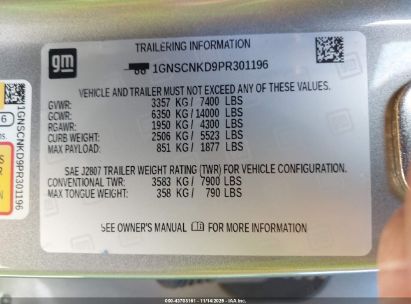 gm
TRAILERING INFORMATION
1GNSCNKD9PR301196
VEHICLE AND TRAILER MUST NOT EXCEED ANY OF THESE VALUES.
GVWR: 3357 KG / 7400 LBS
GCWR: 6350 KG / 14000 LBS
RGAWR: 1950 KG / 4300 LBS
CURB WEIGHT: 2506 KG / 5523 LBS
MAX PAYLOAD: 851 KG / 1877 LBS
SAE J2807 TRAILER WEIGHT RATING (TWR) FOR VEHICLE CONFIGURATION.
CONVENTIONAL TWR: 3583 KG / 7900 LBS
MAX TONGUE WEIGHT: 358 KG / 790 LBS
SEE OWNER'S MANUAL FOR MORE INFORMATION
1GNSCNKD9PR301196